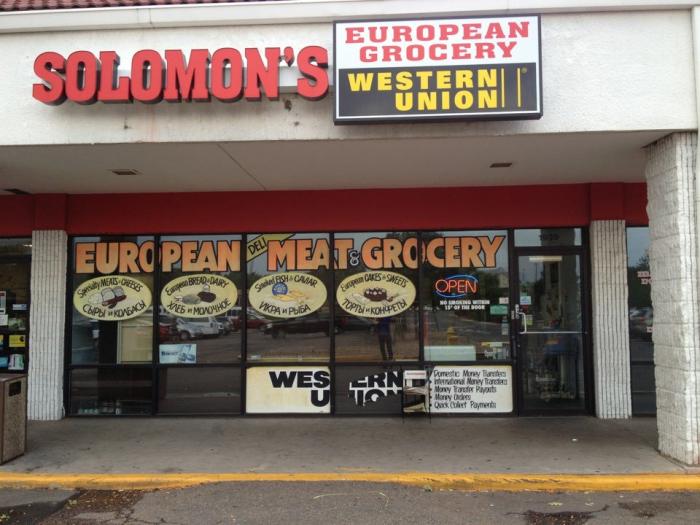 SOLOMON'S
EUROPEAN
GROCERY
WESTERN
UNION
EUROPEAN DELI MEAT & GROCERY
Specialty MEATS & CHEESES
СЫРЫ и КОЛБАСЫ
European BREAD & DAIRY
ХЛЕБ и МОЛОЧНОЕ
Smoked FISH & CAVIAR
ИКРА и РЫБА
European CAKES & SWEETS
ТОРТЫ и КОНФЕТЫ
OPEN
NO SMOKING WITHIN
15' OF THE DOOR
WESTERN
UNION
• Domestic Money Transfers
• International Money Transfers
• Money Transfer Payouts
• Money Orders
• Quick Collect Payments